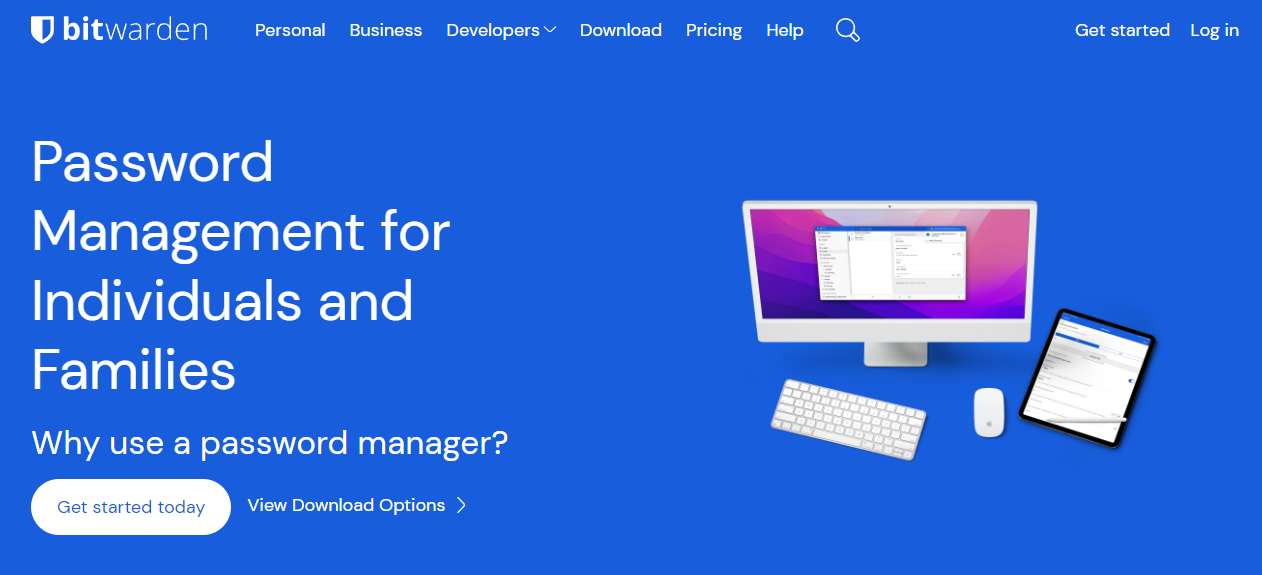 bitwarden Personal Business Developers Download Pricing Help Get started Log in
Password
Management for
Individuals and
Families
Why use a password manager?
Get started today View Download Options